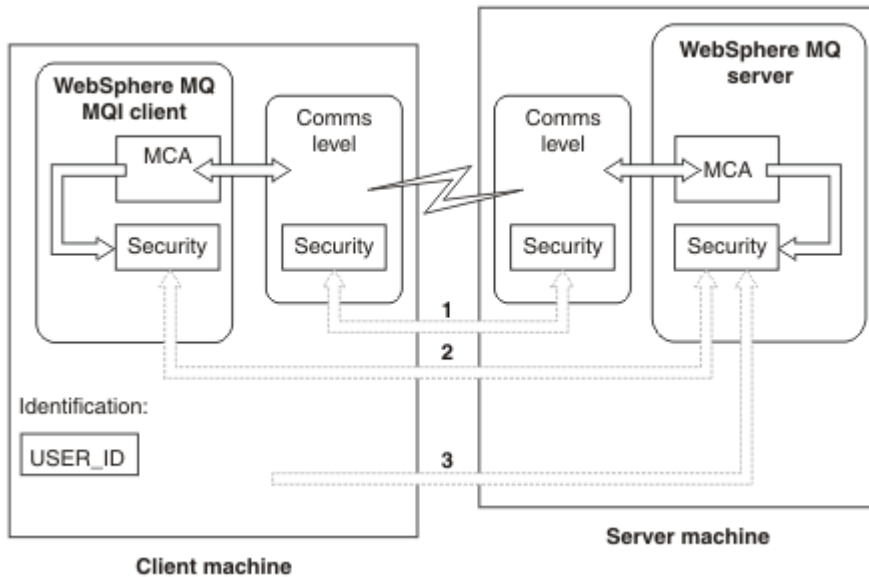 WebSphere MQ
MQI client
MCA
Security
Comms
level
Security
Comms
level
Security
WebSphere MQ
server
MCA
Security
1
2
Identification:
USER_ID
3
Client machine
Server machine